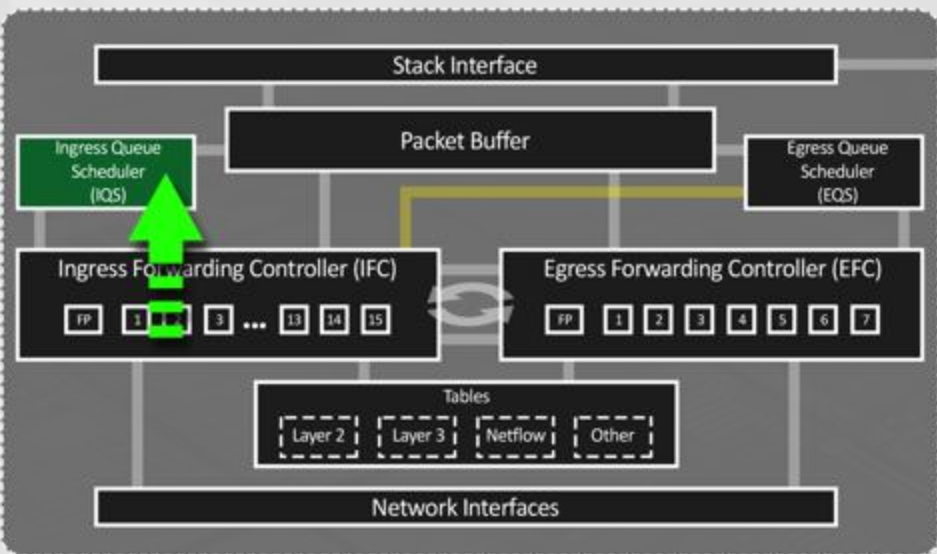 Stack Interface
Packet Buffer
Ingress Queue
Scheduler
(IQS)
Egress Queue
Scheduler
(EQS)
Ingress Forwarding Controller (IFC)
FP 1 2 3 ... 13 14 15
Egress Forwarding Controller (EFC)
FP 1 2 3 4 5 6 7
Tables
Layer 2 Layer 3 Netflow Other
Network Interfaces